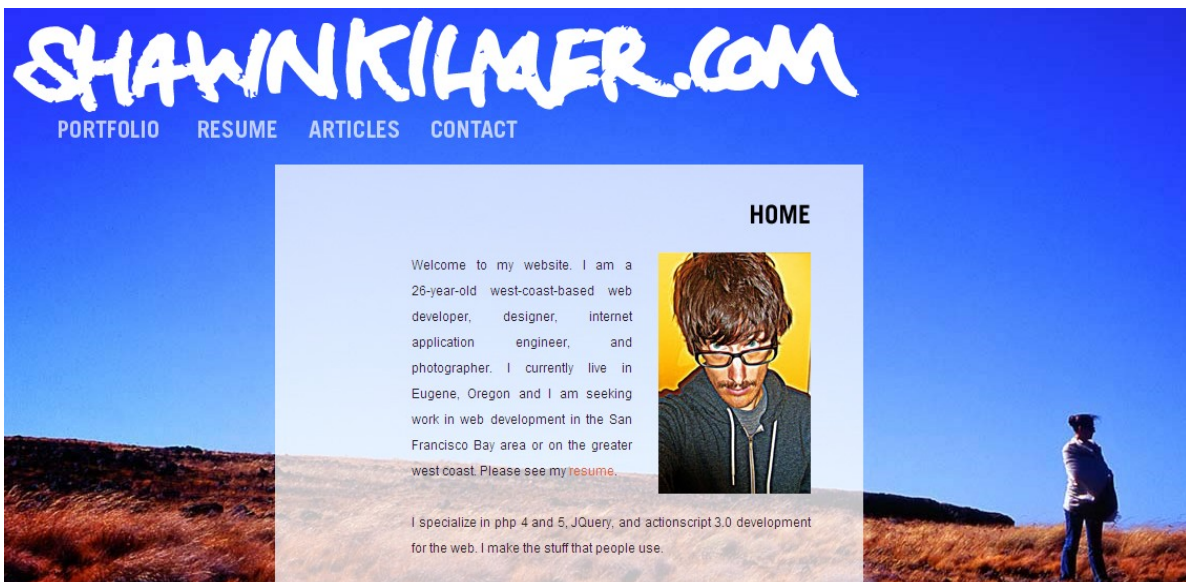 SHAWNKILMER.COM
PORTFOLIO RESUME ARTICLES CONTACT
HOME
Welcome to my website. I am a
26-year-old west-coast-based web
developer, designer, internet
application engineer, and
photographer. I currently live in
Eugene, Oregon and I am seeking
work in web development in the San
Francisco Bay area or on the greater
west coast. Please see my resume.
I specialize in php 4 and 5, JQuery, and actionscript 3.0 development
for the web. I make the stuff that people use.